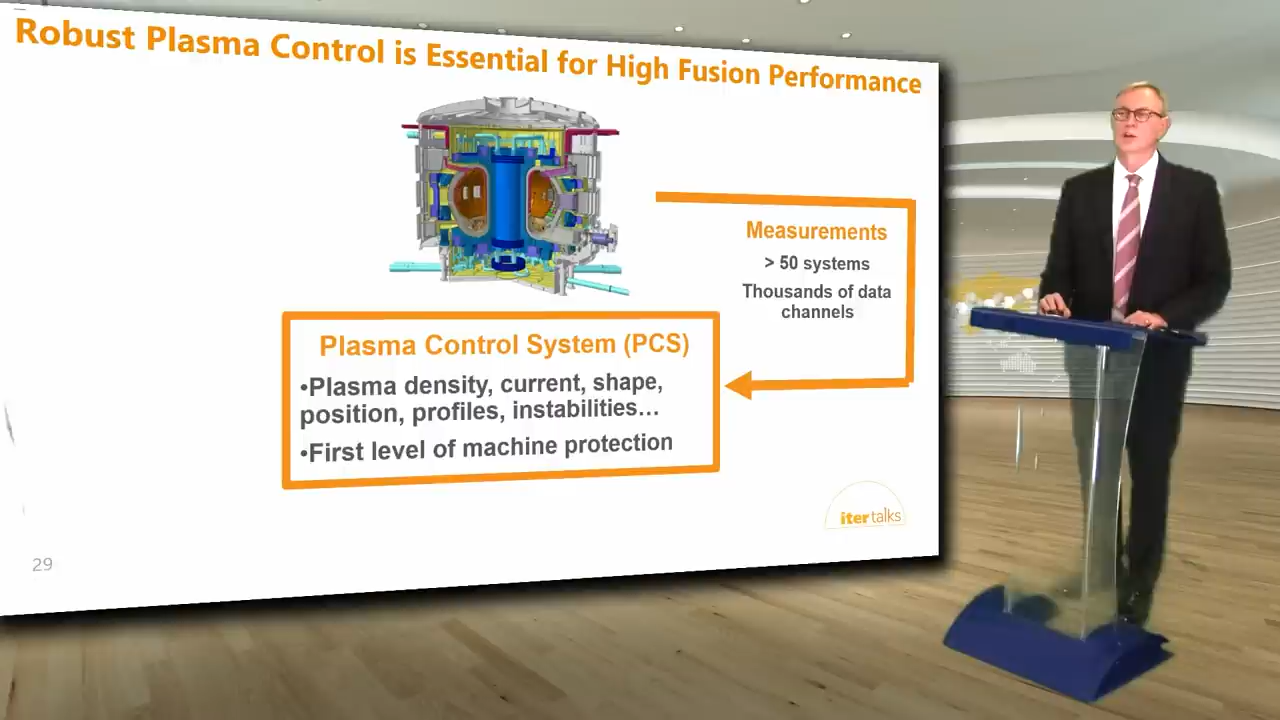 Robust Plasma Control is Essential for High Fusion Performance
Measurements
> 50 systems
Thousands of data
channels
Plasma Control System (PCS)
•Plasma density, current, shape,
position, profiles, instabilities...
•First level of machine protection
iter talks
29